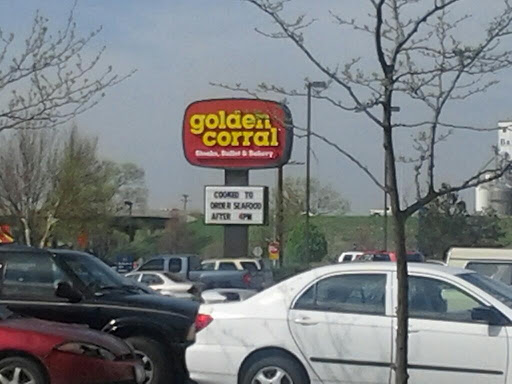 golden
corral
Steaks, Buffet & Bakery
COOKED TO
ORDER SEAFOOD
AFTER 4PM